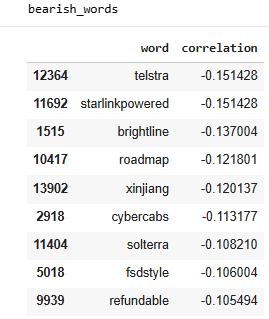 bearish_words
word correlation
12364 telstra -0.151428
11692 starlinkpowered -0.151428
1515 brightline -0.137004
10417 roadmap -0.121801
13902 xinjiang -0.120137
2918 cybercabs -0.113177
11404 solterra -0.108210
5018 fsdstyle -0.106004
9939 refundable -0.105494